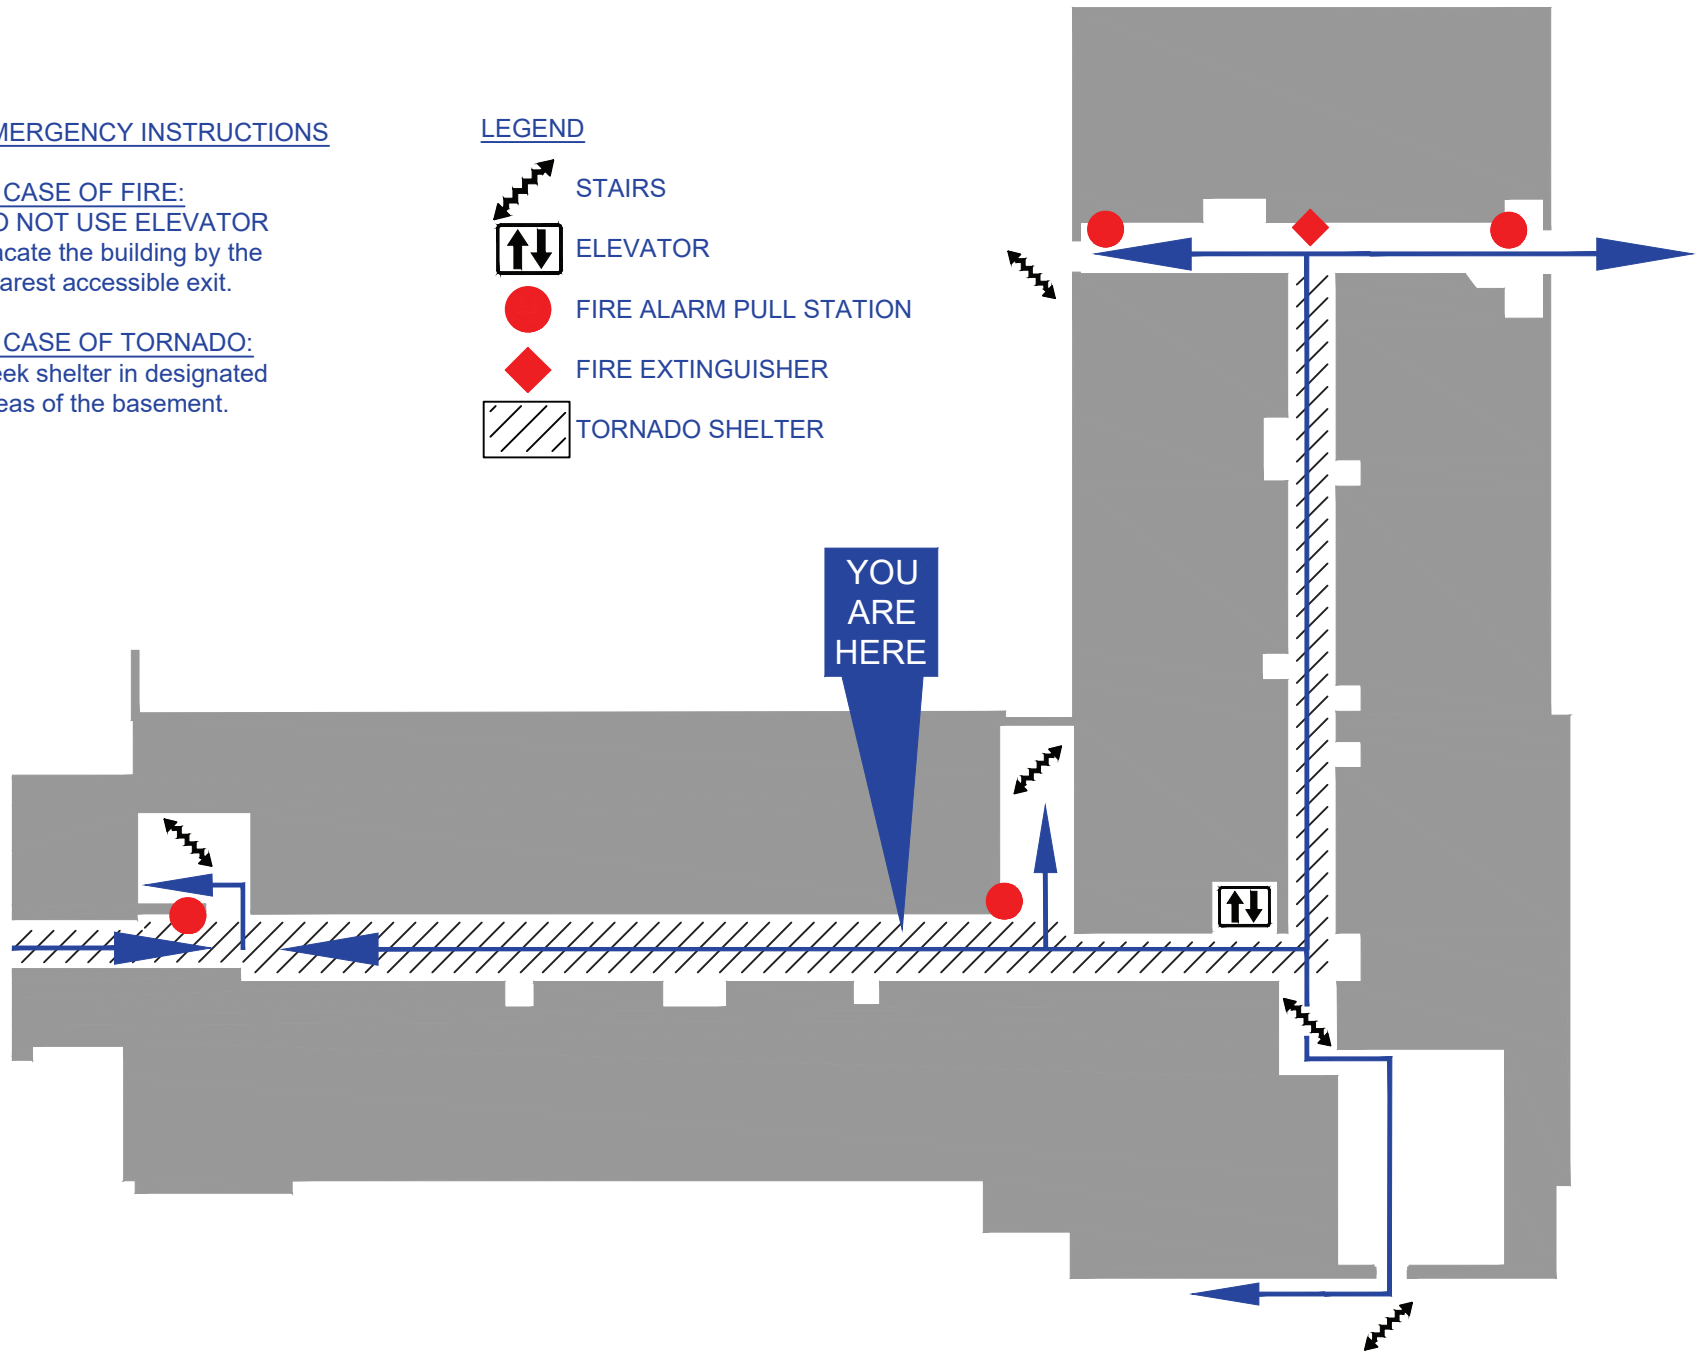 MERGENCY INSTRUCTIONS
CASE OF FIRE:
O NOT USE ELEVATOR
acate the building by the
arest accessible exit.
CASE OF TORNADO:
eek shelter in designated
eas of the basement.
LEGEND
STAIRS
ELEVATOR
FIRE ALARM PULL STATION
FIRE EXTINGUISHER
TORNADO SHELTER
YOU
ARE
HERE